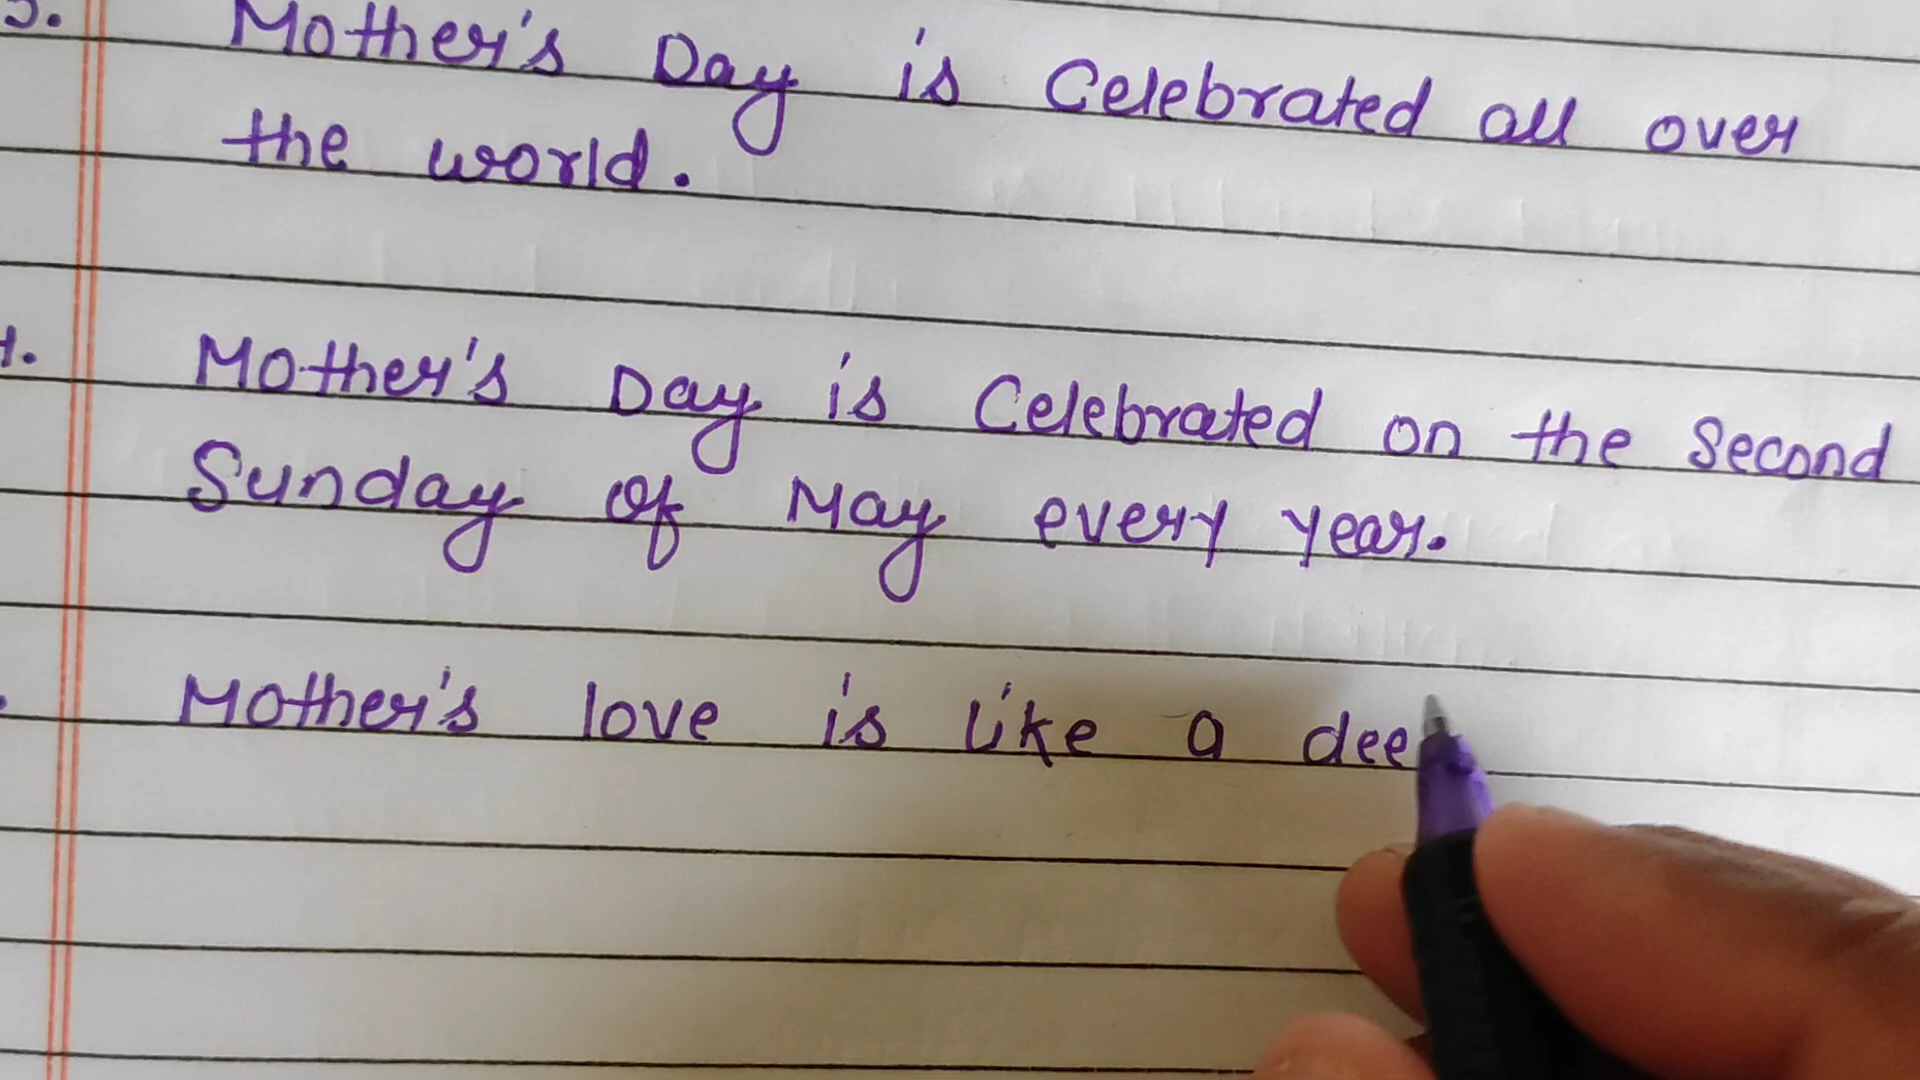 3. Mother's Day is Celebrated all over
the world.
4. Mother's Day is Celebrated on the Second
Sunday of May every year.
Mother's love is like a dee